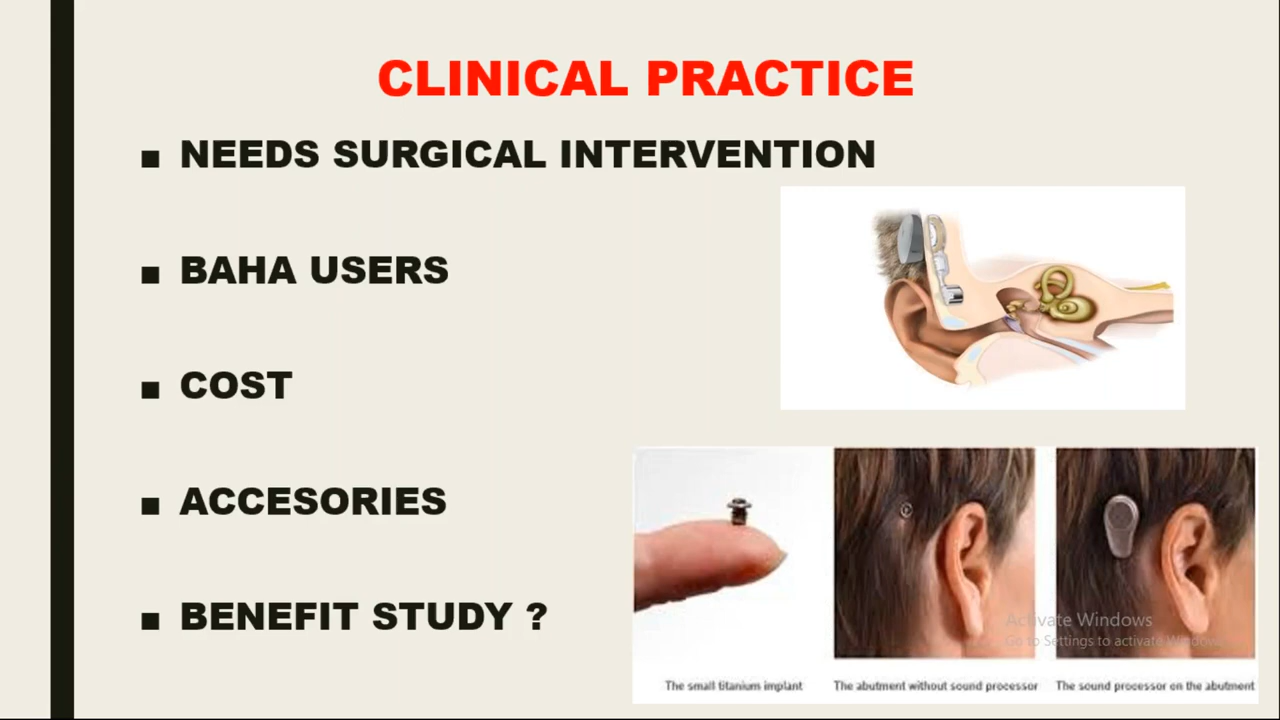 CLINICAL PRACTICE
■ NEEDS SURGICAL INTERVENTION
■ BAHA USERS
■ COST
■ ACCESORIES
■ BENEFIT STUDY ?
Activate Windows
Go to Settings to activate Windows.
The small titanium implant
The abutment without sound processor
The sound processor on the abutment